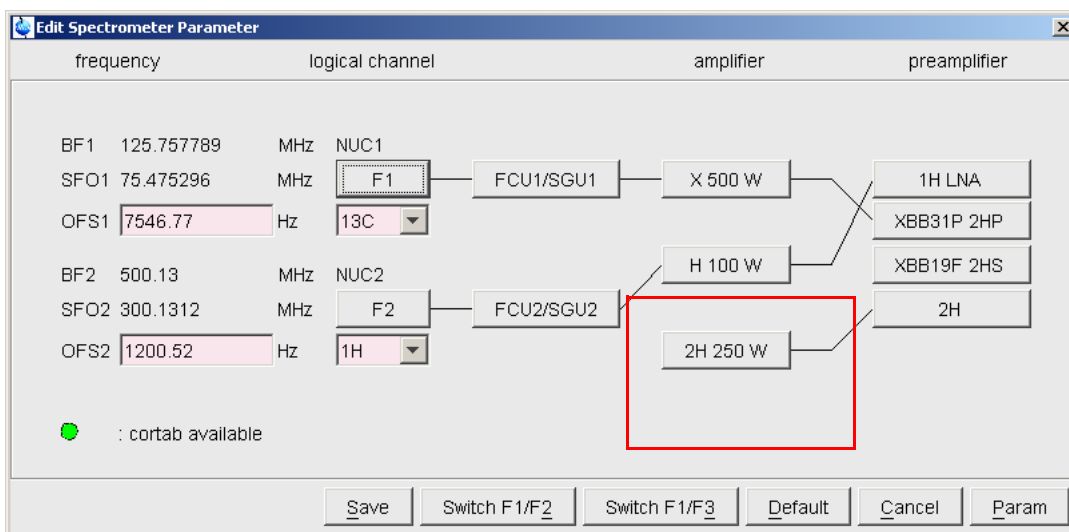 Edit Spectrometer Parameter
frequency logical channel amplifier preamplifier
BF1 125.757789 MHz NUC1
SFO1 75.475296 MHz F1 FCU1/SGU1 X 500 W 1H LNA
OFS1 7546.77 Hz 13C XBB31P 2HP
BF2 500.13 MHz NUC2 H 100 W XBB19F 2HS
SFO2 300.1312 MHz F2 FCU2/SGU2 2H
OFS2 1200.52 Hz 1H 2H 250 W
: cortab available
Save Switch F1/F2 Switch F1/F3 Default Cancel Param